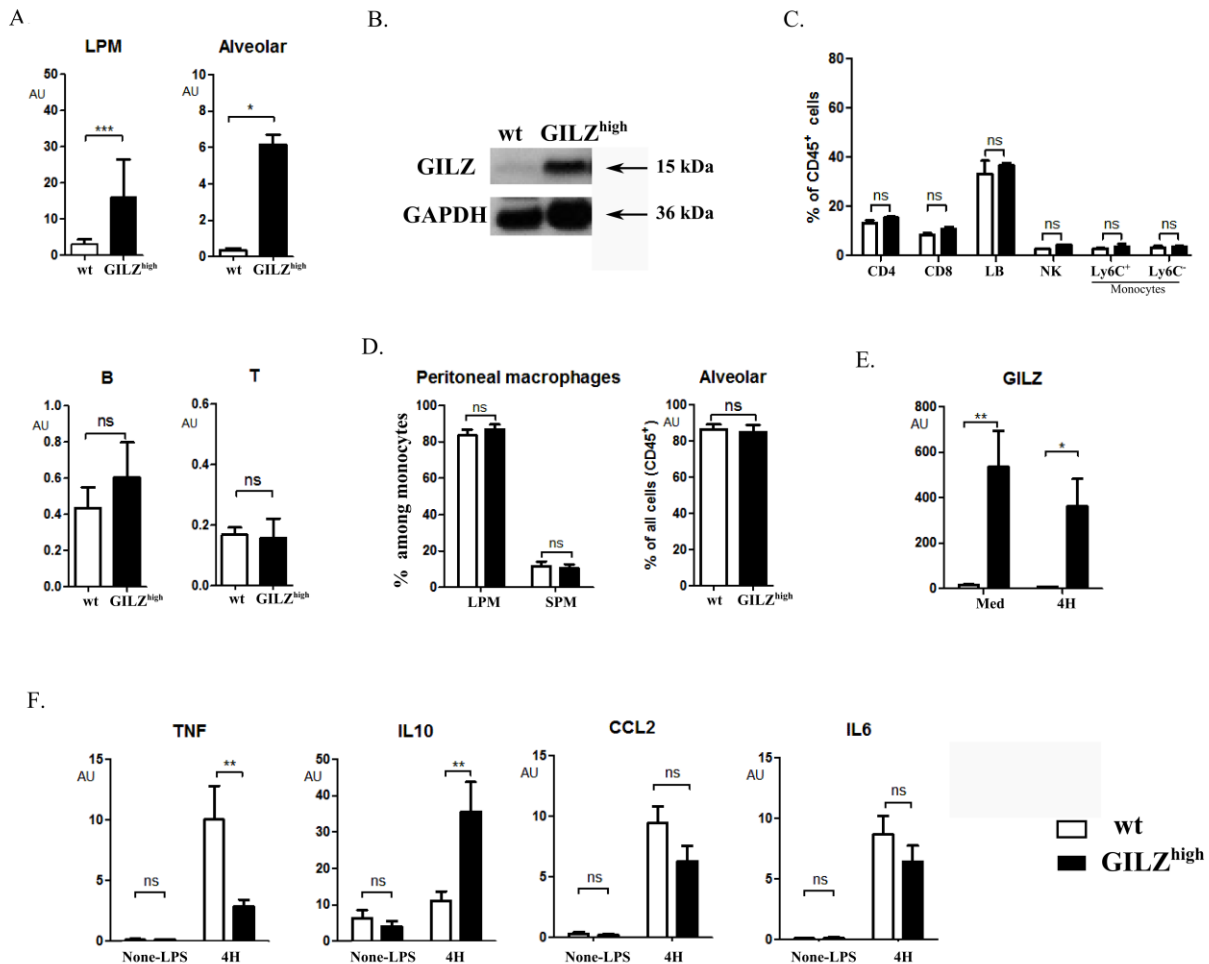 A.
LPM
AU
50
40
30
20
10
0
***
wt GILZhigh
Alveolar
AU
10
8
6
4
2
0
*
wt GILZhigh
B.
wt GILZhigh
GILZ 15 kDa
GAPDH 36 kDa
C.
% of CD45+ cells
80
60
40
20
0
ns ns ns ns ns ns
CD4 CD8 LB NK Ly6C+ Ly6C-
Monocytes
B
AU
0.8
0.6
0.4
0.2
0.0
ns
wt GILZhigh
T
AU
0.6
0.4
0.2
0.0
ns
wt GILZhigh
D.
Peritoneal macrophages
% among monocytes
100
80
60
40
20
0
ns ns
LPM SPM
Alveolar
% of all cells (CD45+)
AU
100
80
60
40
20
0
ns
wt GILZhigh
E.
GILZ
AU
800
600
400
200
0
** *
Med 4H
F.
TNF
AU
15
10
5
0
ns **
None-LPS 4H
IL10
AU
50
40
30
20
10
0
ns **
None-LPS 4H
CCL2
AU
15
10
5
0
ns ns
None-LPS 4H
IL6
AU
15
10
5
0
ns ns
None-LPS 4H
wt
GILZhigh